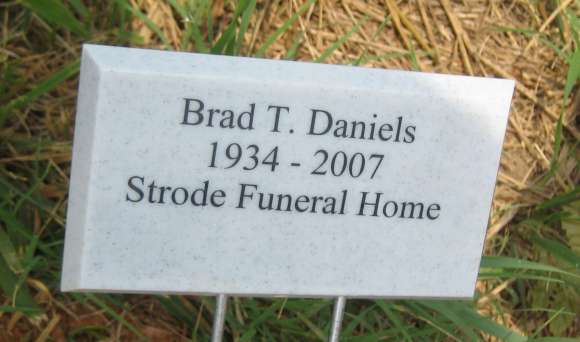 Brad T. Daniels
1934 - 2007
Strode Funeral Home